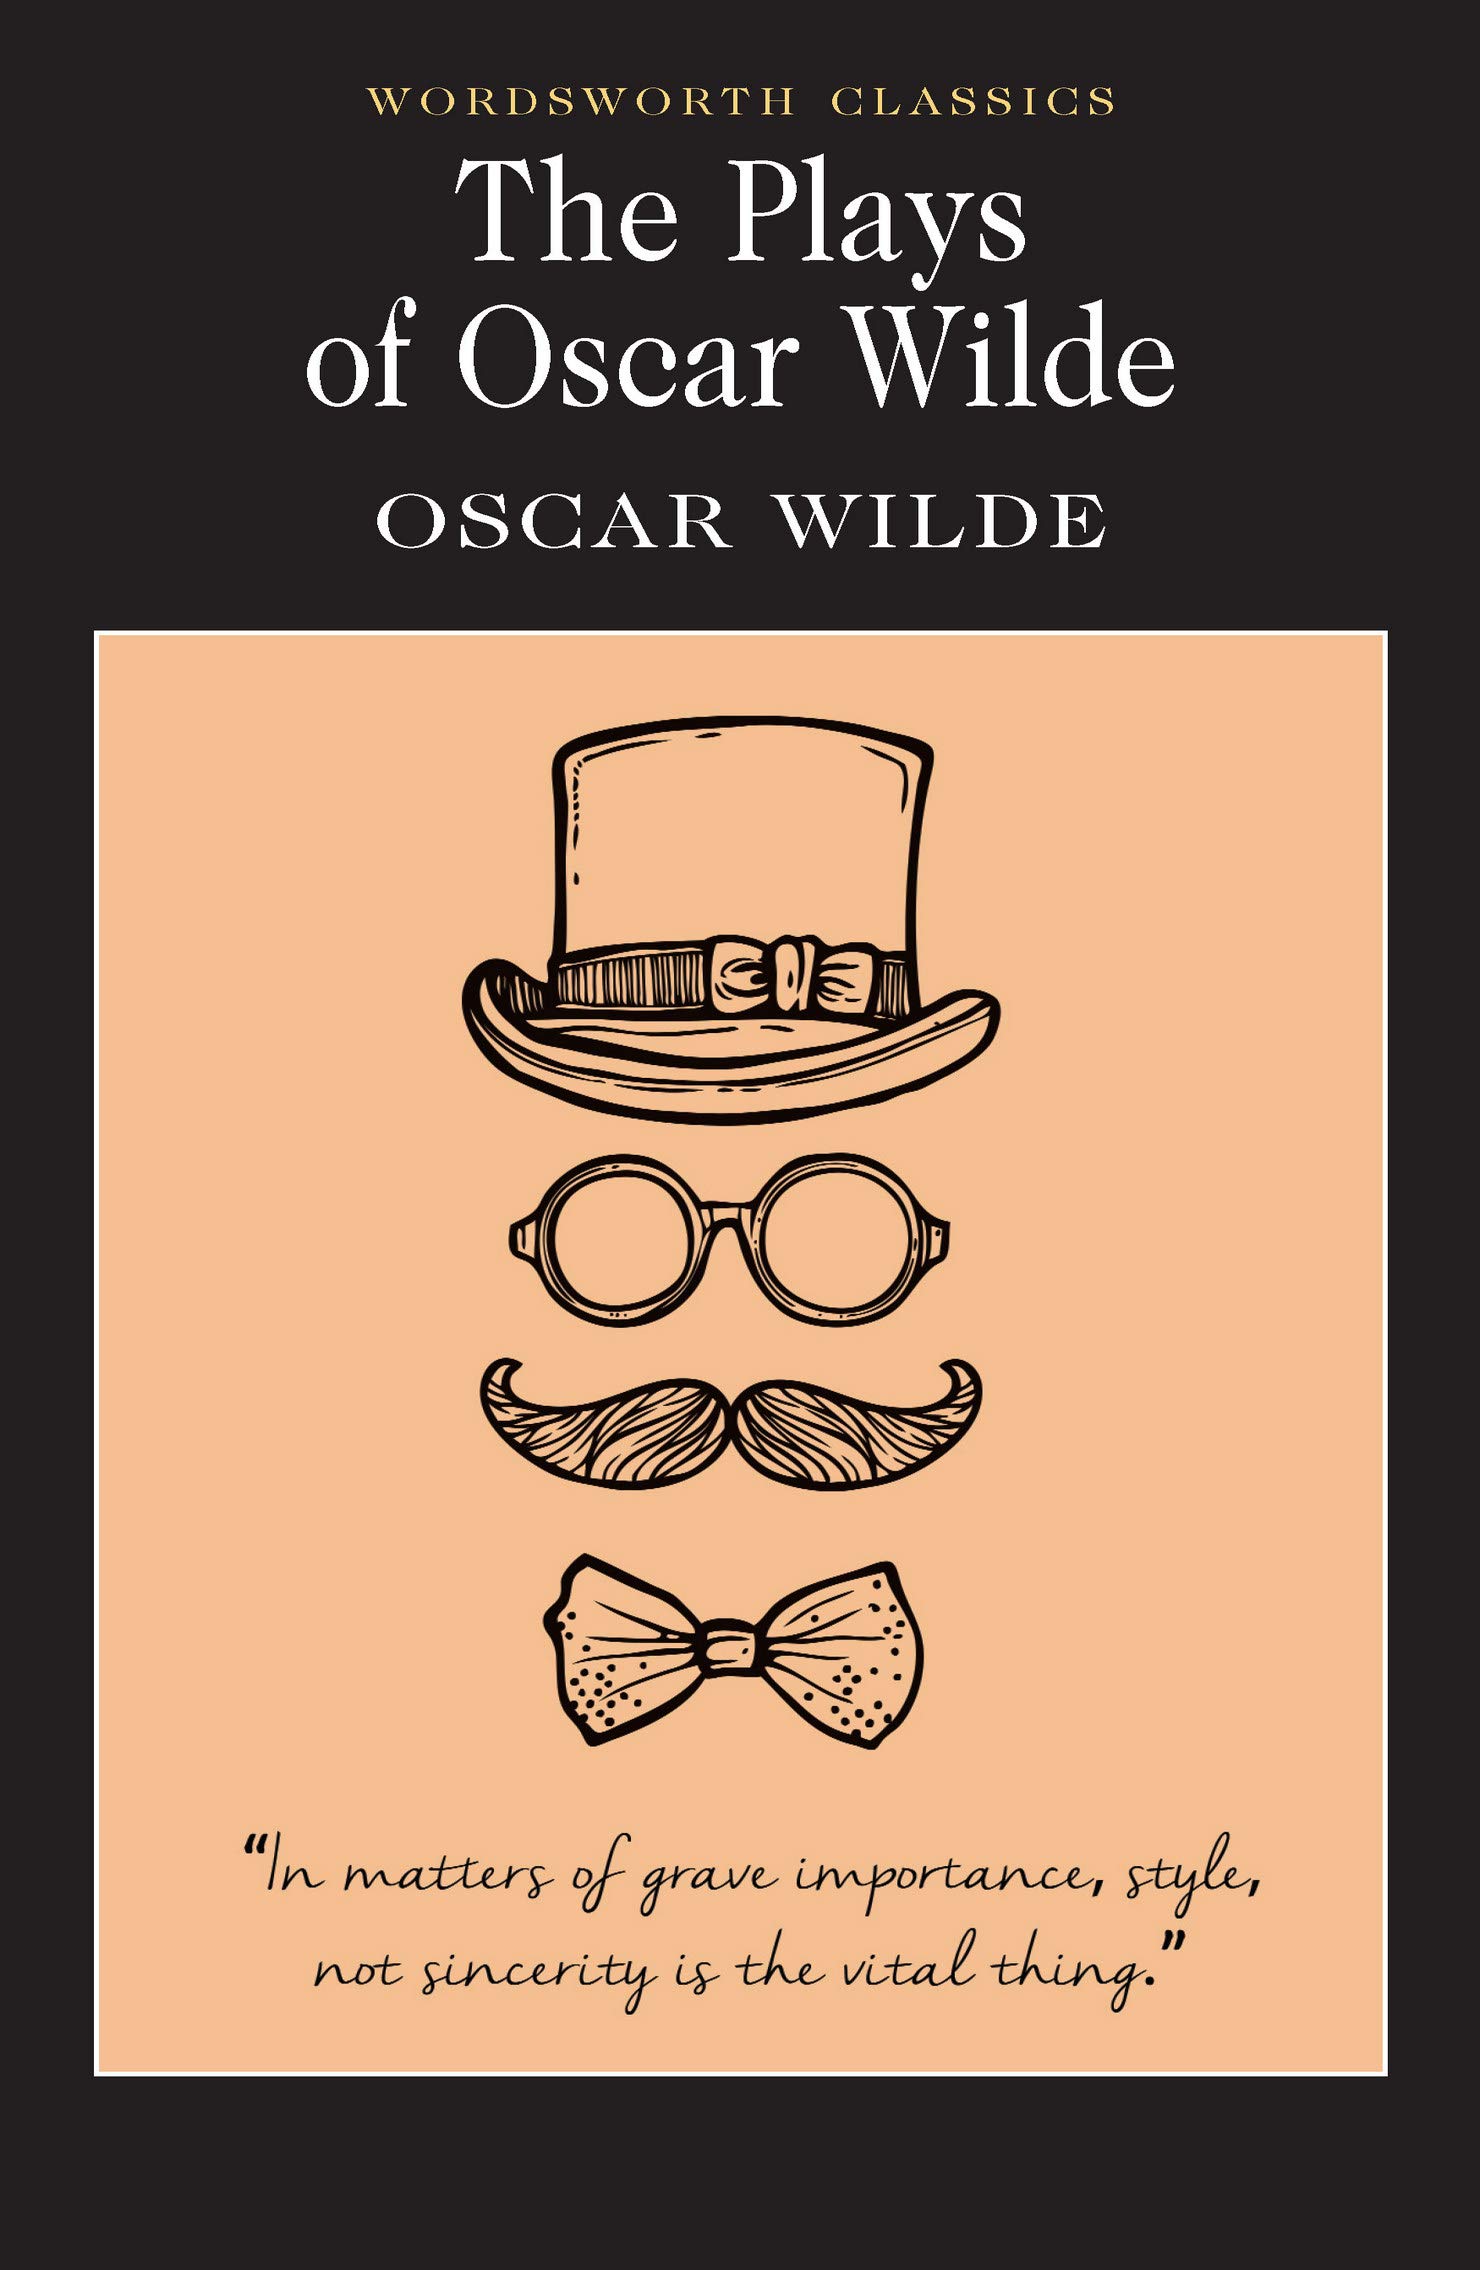 WORDSWORTH CLASSICS
The Plays
of Oscar Wilde
OSCAR WILDE
“In matters of grave importance, style,
not sincerity is the vital thing.”